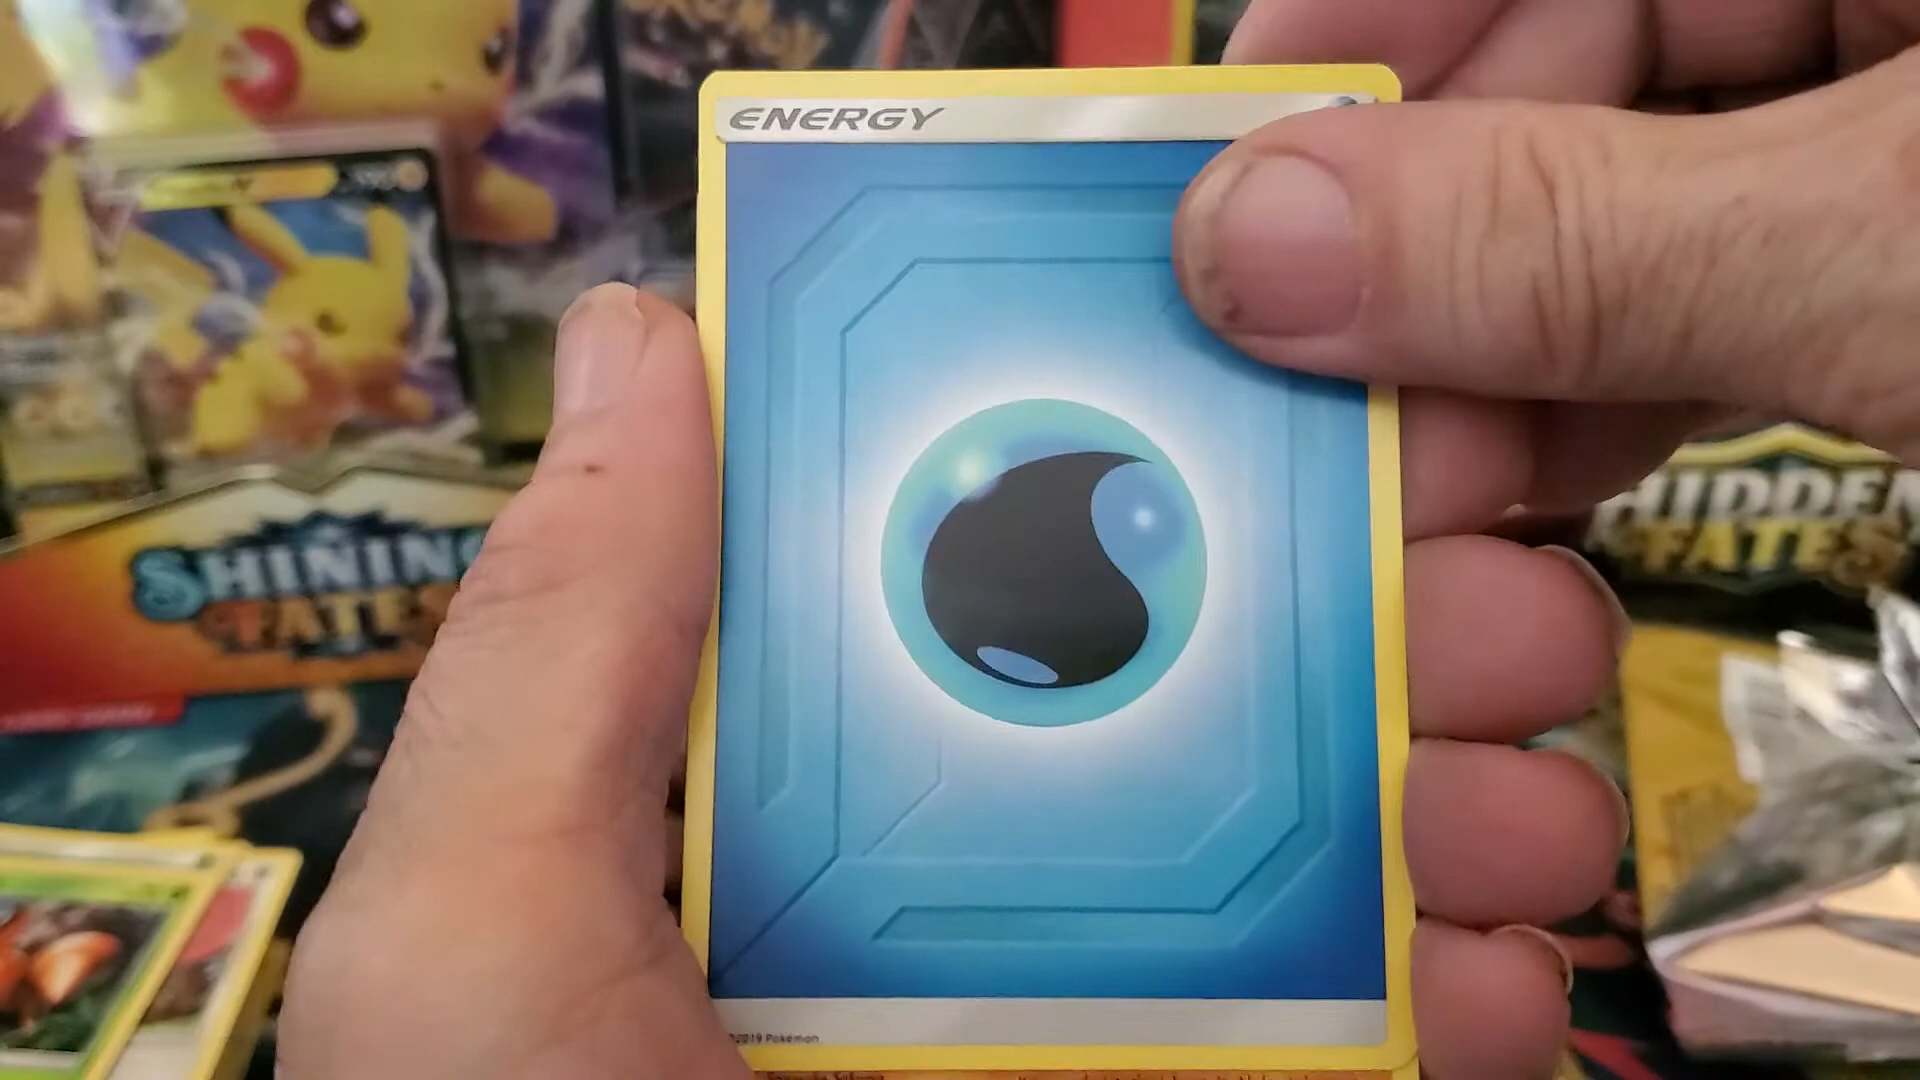 ENERGY
SHINING
FATES
HIDDEN
FATES
©2019 Pokémon